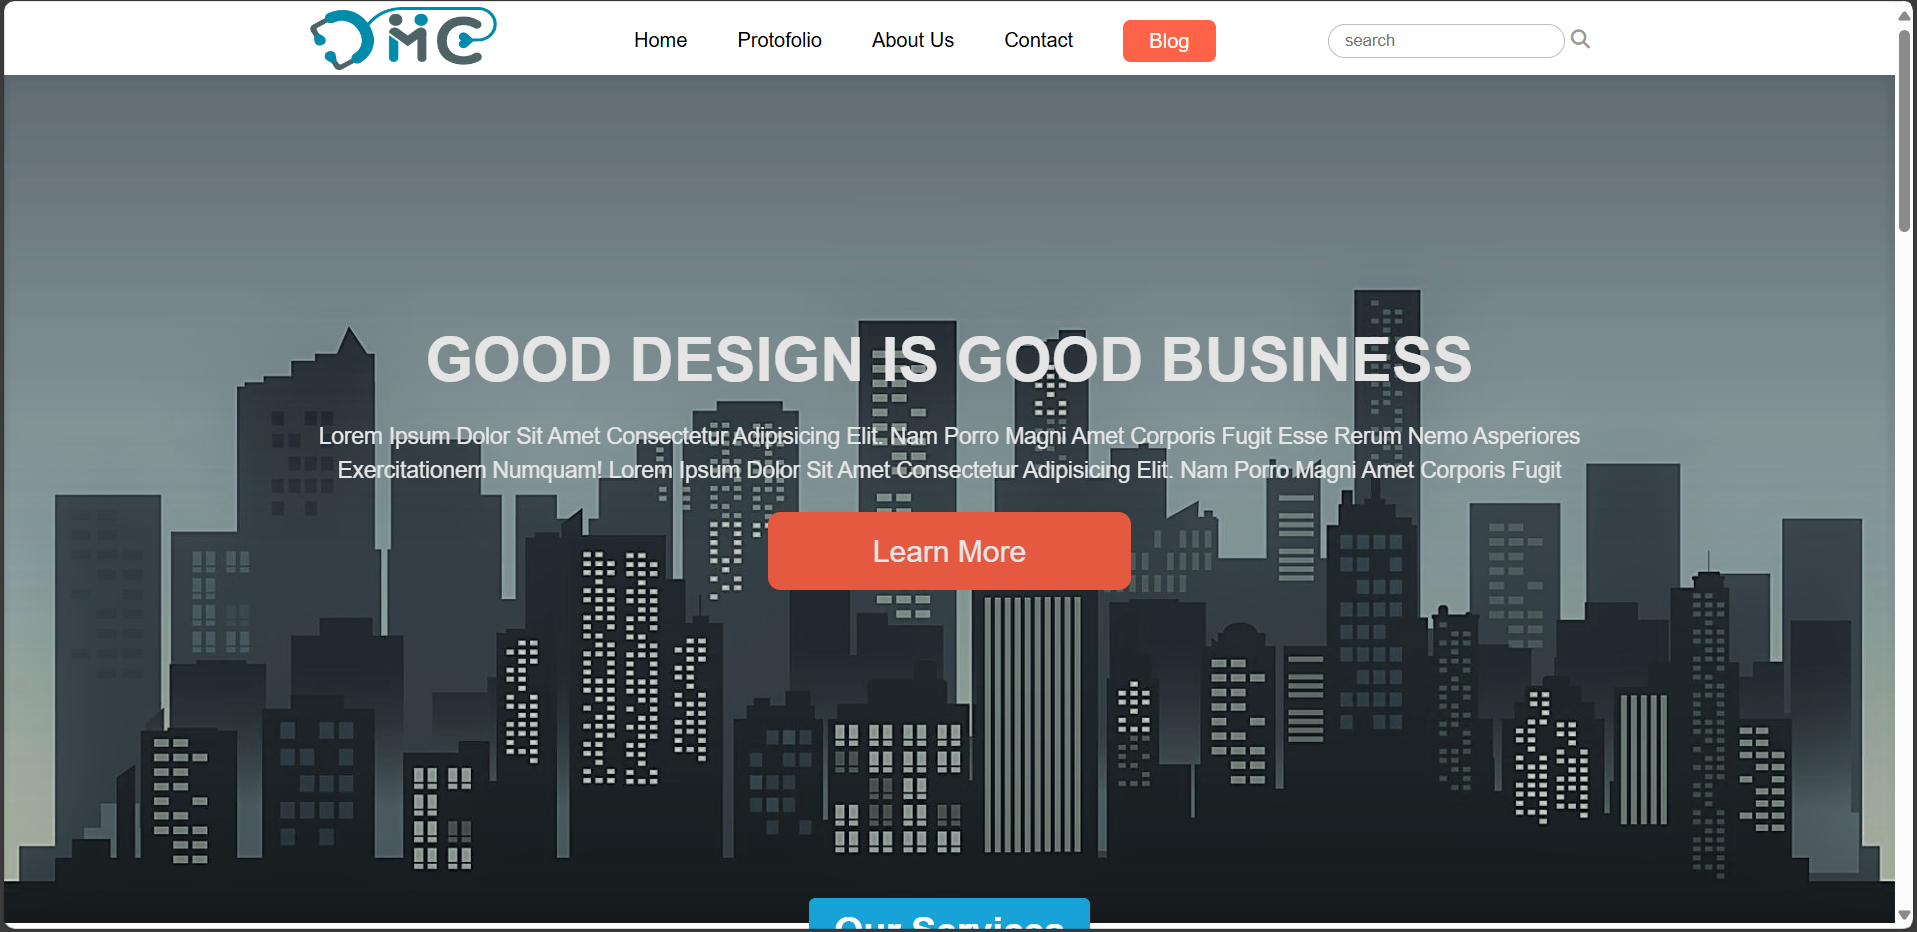 DMC
Home Protofolio About Us Contact Blog search
GOOD DESIGN IS GOOD BUSINESS
Lorem Ipsum Dolor Sit Amet Consectetur Adipisicing Elit. Nam Porro Magni Amet Corporis Fugit Esse Rerum Nemo Asperiores
Exercitationem Numquam! Lorem Ipsum Dolor Sit Amet Consectetur Adipisicing Elit. Nam Porro Magni Amet Corporis Fugit
Learn More
Our Services